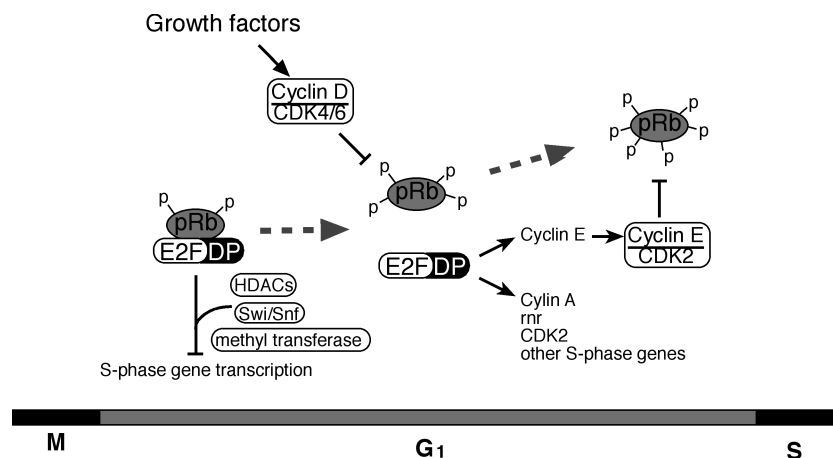 Growth factors
Cyclin D
CDK4/6
p p
pRb
E2F DP
HDACs
Swi/Snf
methyl transferase
S-phase gene transcription
p p
p p
pRb
E2F DP
Cyclin E
Cylin A
rnr
CDK2
other S-phase genes
Cyclin E
CDK2
p p
p p
p p
pRb
M
G1
S